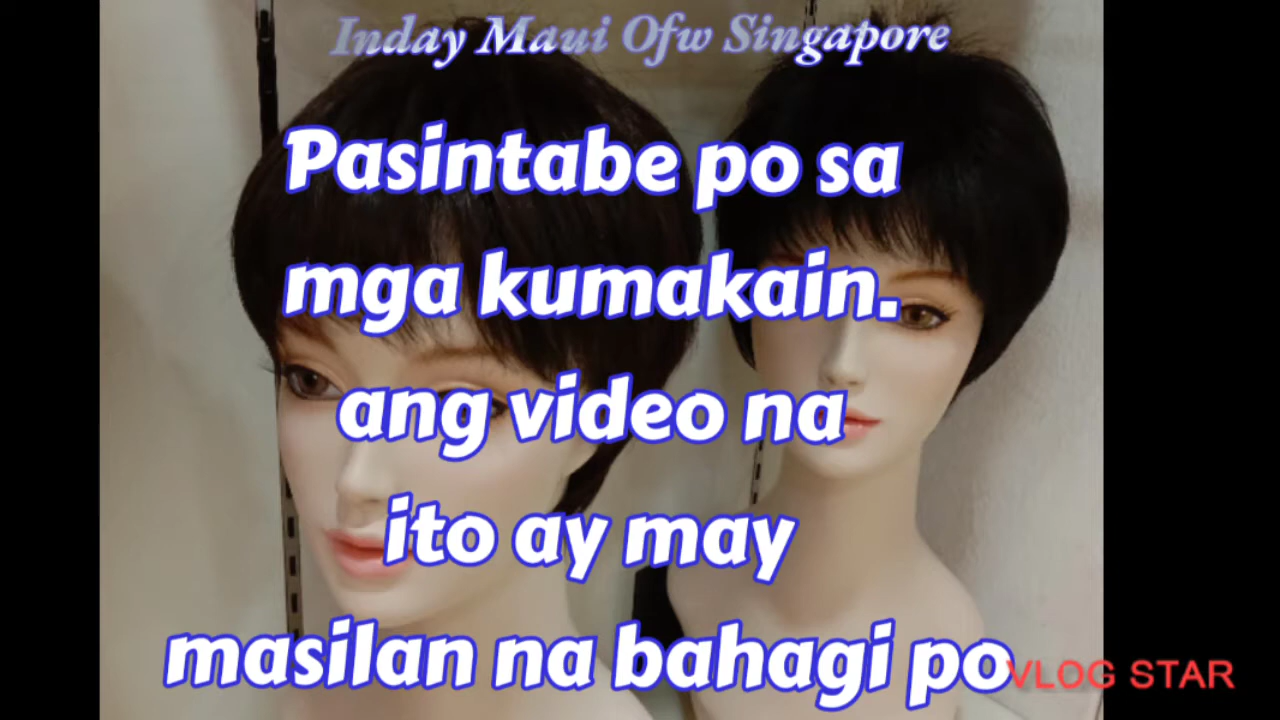 Inday Maui Ofw Singapore
Pasintabe po sa
mga kumakain.
ang video na
ito ay may
masilan na bahagi po
VLOG STAR